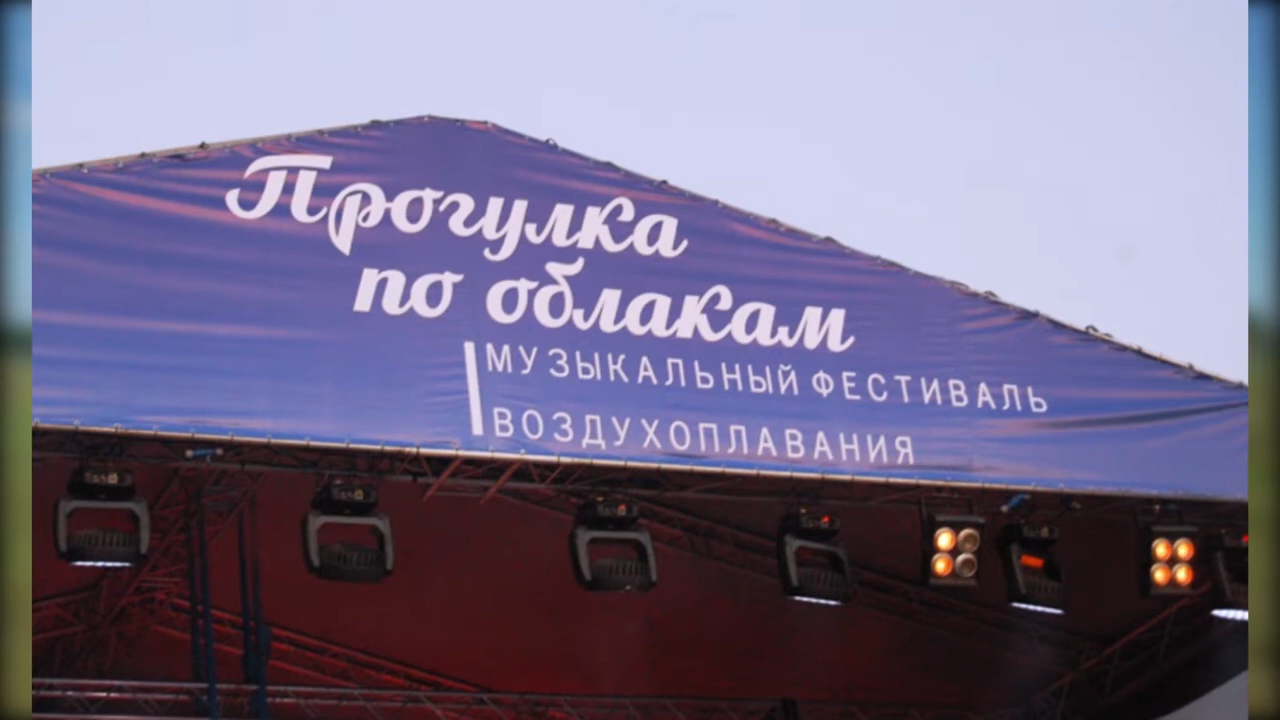 Прогулка
по облакам
МУЗЫКАЛЬНЫЙ ФЕСТИВАЛЬ
ВОЗДУХОПЛАВАНИЯ